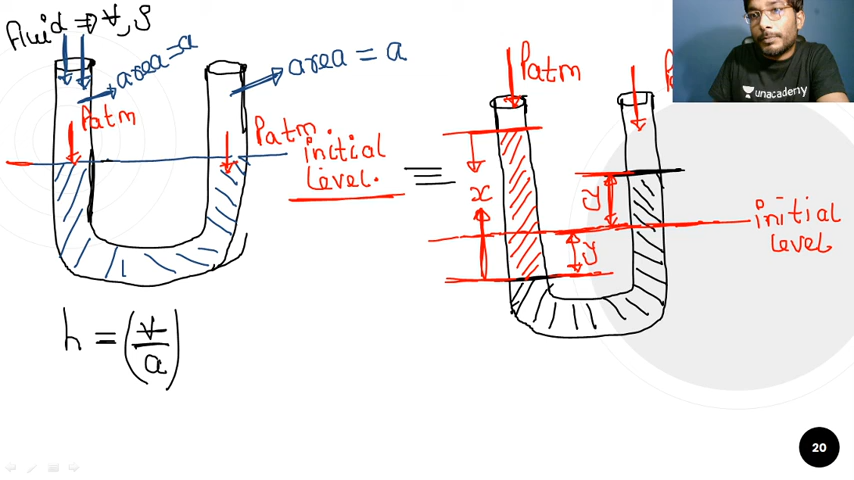 fluid ⇒ V, ρ
area = a
area = a
Patm
Patm.
initial
level.
h = (V/a)
≡
Patm
x
y
y
initial
level
unacademy
20